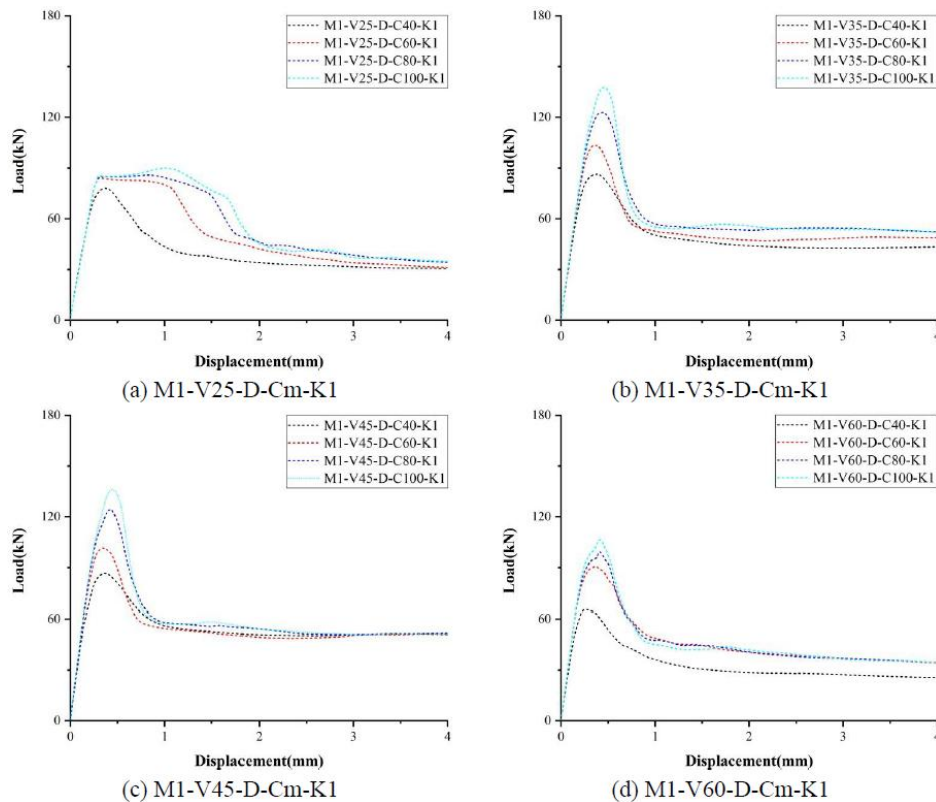 180
120
60
0
Load(kN)
M1-V25-D-C40-K1
M1-V25-D-C60-K1
M1-V25-D-C80-K1
M1-V25-D-C100-K1
0 1 2 3 4
Displacement(mm)
(a) M1-V25-D-Cm-K1
180
120
60
0
Load(kN)
M1-V35-D-C40-K1
M1-V35-D-C60-K1
M1-V35-D-C80-K1
M1-V35-D-C100-K1
0 1 2 3 4
Displacement(mm)
(b) M1-V35-D-Cm-K1
180
120
60
0
Load(kN)
M1-V45-D-C40-K1
M1-V45-D-C60-K1
M1-V45-D-C80-K1
M1-V45-D-C100-K1
0 1 2 3 4
Displacement(mm)
(c) M1-V45-D-Cm-K1
180
120
60
0
Load(kN)
M1-V60-D-C40-K1
M1-V60-D-C60-K1
M1-V60-D-C80-K1
M1-V60-D-C100-K1
0 1 2 3 4
Displacement(mm)
(d) M1-V60-D-Cm-K1